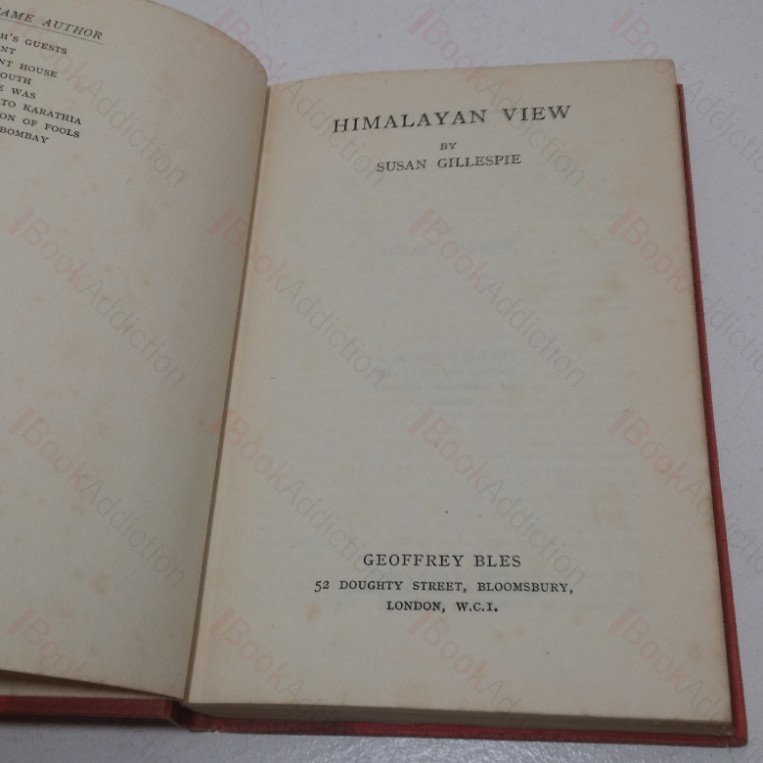 AME AUTHOR
H'S GUESTS
NT
NT HOUSE
OUTH
E WAS
TO KARATHIA
ON OF FOOLS
BOMBAY
HIMALAYAN VIEW
BY
SUSAN GILLESPIE
GEOFFREY BLES
52 DOUGHTY STREET, BLOOMSBURY,
LONDON, W.C.I.
BookAddiction